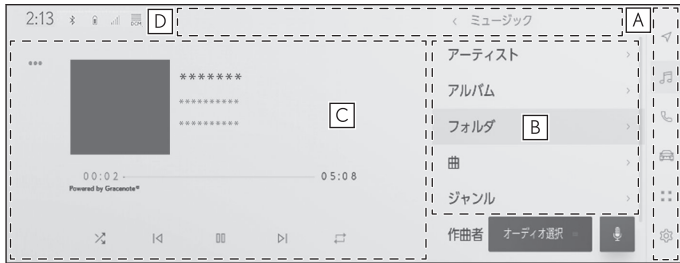 2:13
DCM
D
< ミュージック
A
アーティスト
*******
アルバム
**********
**********
C
フォルダ
B
曲
00:02
05:08
Powered by Gracenote®
ジャンル
作曲者
オーディオ選択